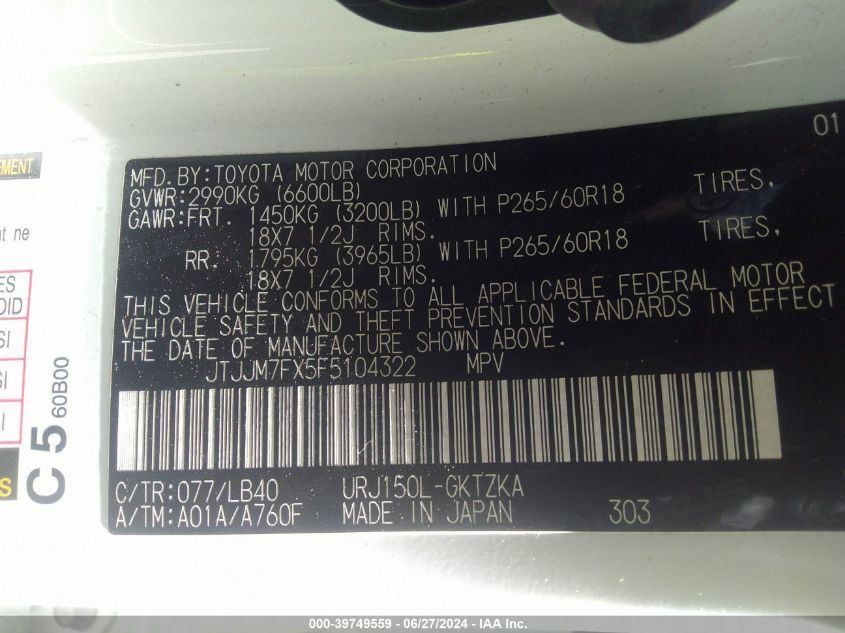 01
MFD. BY: TOYOTA MOTOR CORPORATION
GVWR: 2990KG (6600LB)
GAWR: FRT. 1450KG (3200LB) WITH P265/60R18 TIRES,
18X7 1/2J RIMS.
RR. 1795KG (3965LB) WITH P265/60R18 TIRES,
18X7 1/2J RIMS.
THIS VEHICLE CONFORMS TO ALL APPLICABLE FEDERAL MOTOR
VEHICLE SAFETY AND THEFT PREVENTION STANDARDS IN EFFECT
THE DATE OF MANUFACTURE SHOWN ABOVE.
JTJJM7FX5F5104322 MPV
C/TR: 077/LB40 URJ150L-GKTZKA
A/TM: A01A/A760F MADE IN JAPAN 303
C 5 60B00
000-39749559 - 06/27/2024 - IAA Inc.